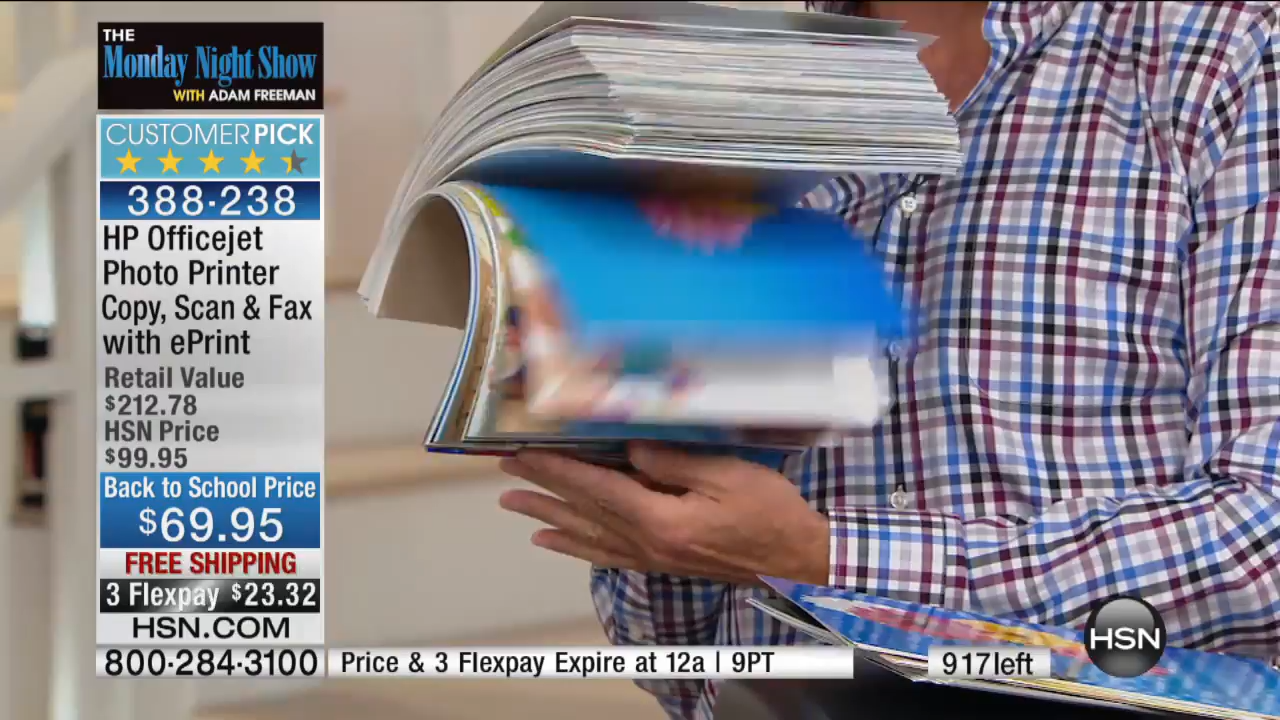 THE
Monday Night Show
WITH ADAM FREEMAN
CUSTOMERPICK
388·238
HP Officejet
Photo Printer
Copy, Scan & Fax
with ePrint
Retail Value
$212.78
HSN Price
$99.95
Back to School Price
$69.95
FREE SHIPPING
3 Flexpay $23.32
HSN.COM
800·284·3100
Price & 3 Flexpay Expire at 12a | 9PT
917left
HSN